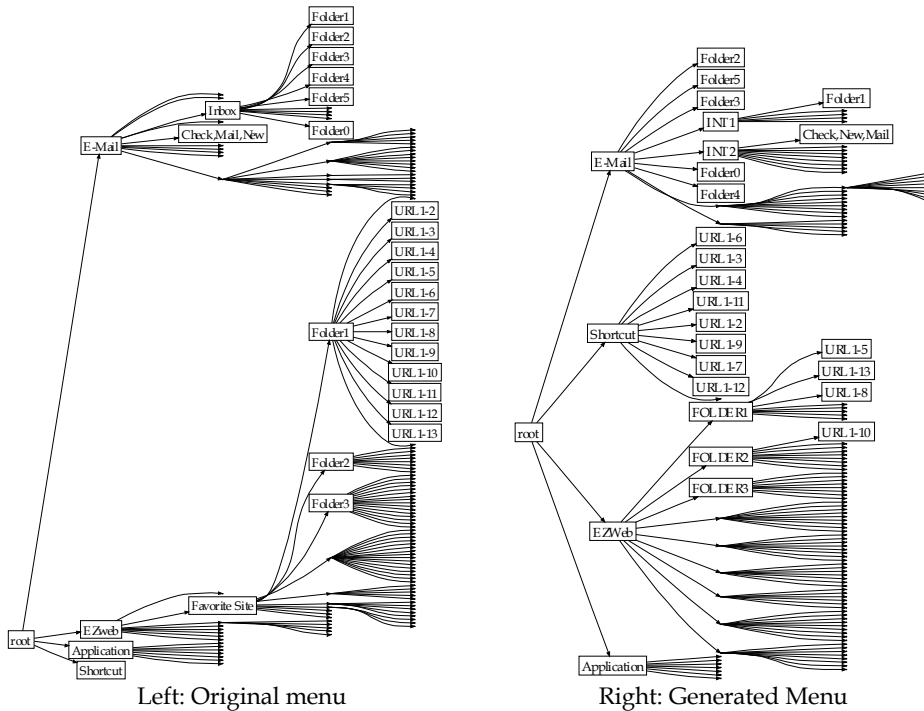 Folder1
Folder2
Folder3
Folder4
Folder5
Inbox
Folder0
Check,Mail,New
E-Mail
URL1-2
URL1-3
URL1-4
URL1-5
URL1-6
URL1-7
URL1-8
URL1-9
URL1-10
URL1-11
URL1-12
URL1-13
Folder1
Folder2
Folder3
Favorite Site
EZweb
root
Application
Shortcut
Left: Original menu
Folder2
Folder5
Folder3
INT1
Folder1
INT2
Check,New,Mail
E-Mail
Folder0
Folder4
URL1-6
URL1-3
URL1-4
URL1-11
URL1-2
URL1-9
URL1-7
URL1-12
Shortcut
URL1-5
URL1-13
URL1-8
FOLDER1
URL1-10
FOLDER2
FOLDER3
root
EZWeb
Application
Right: Generated Menu